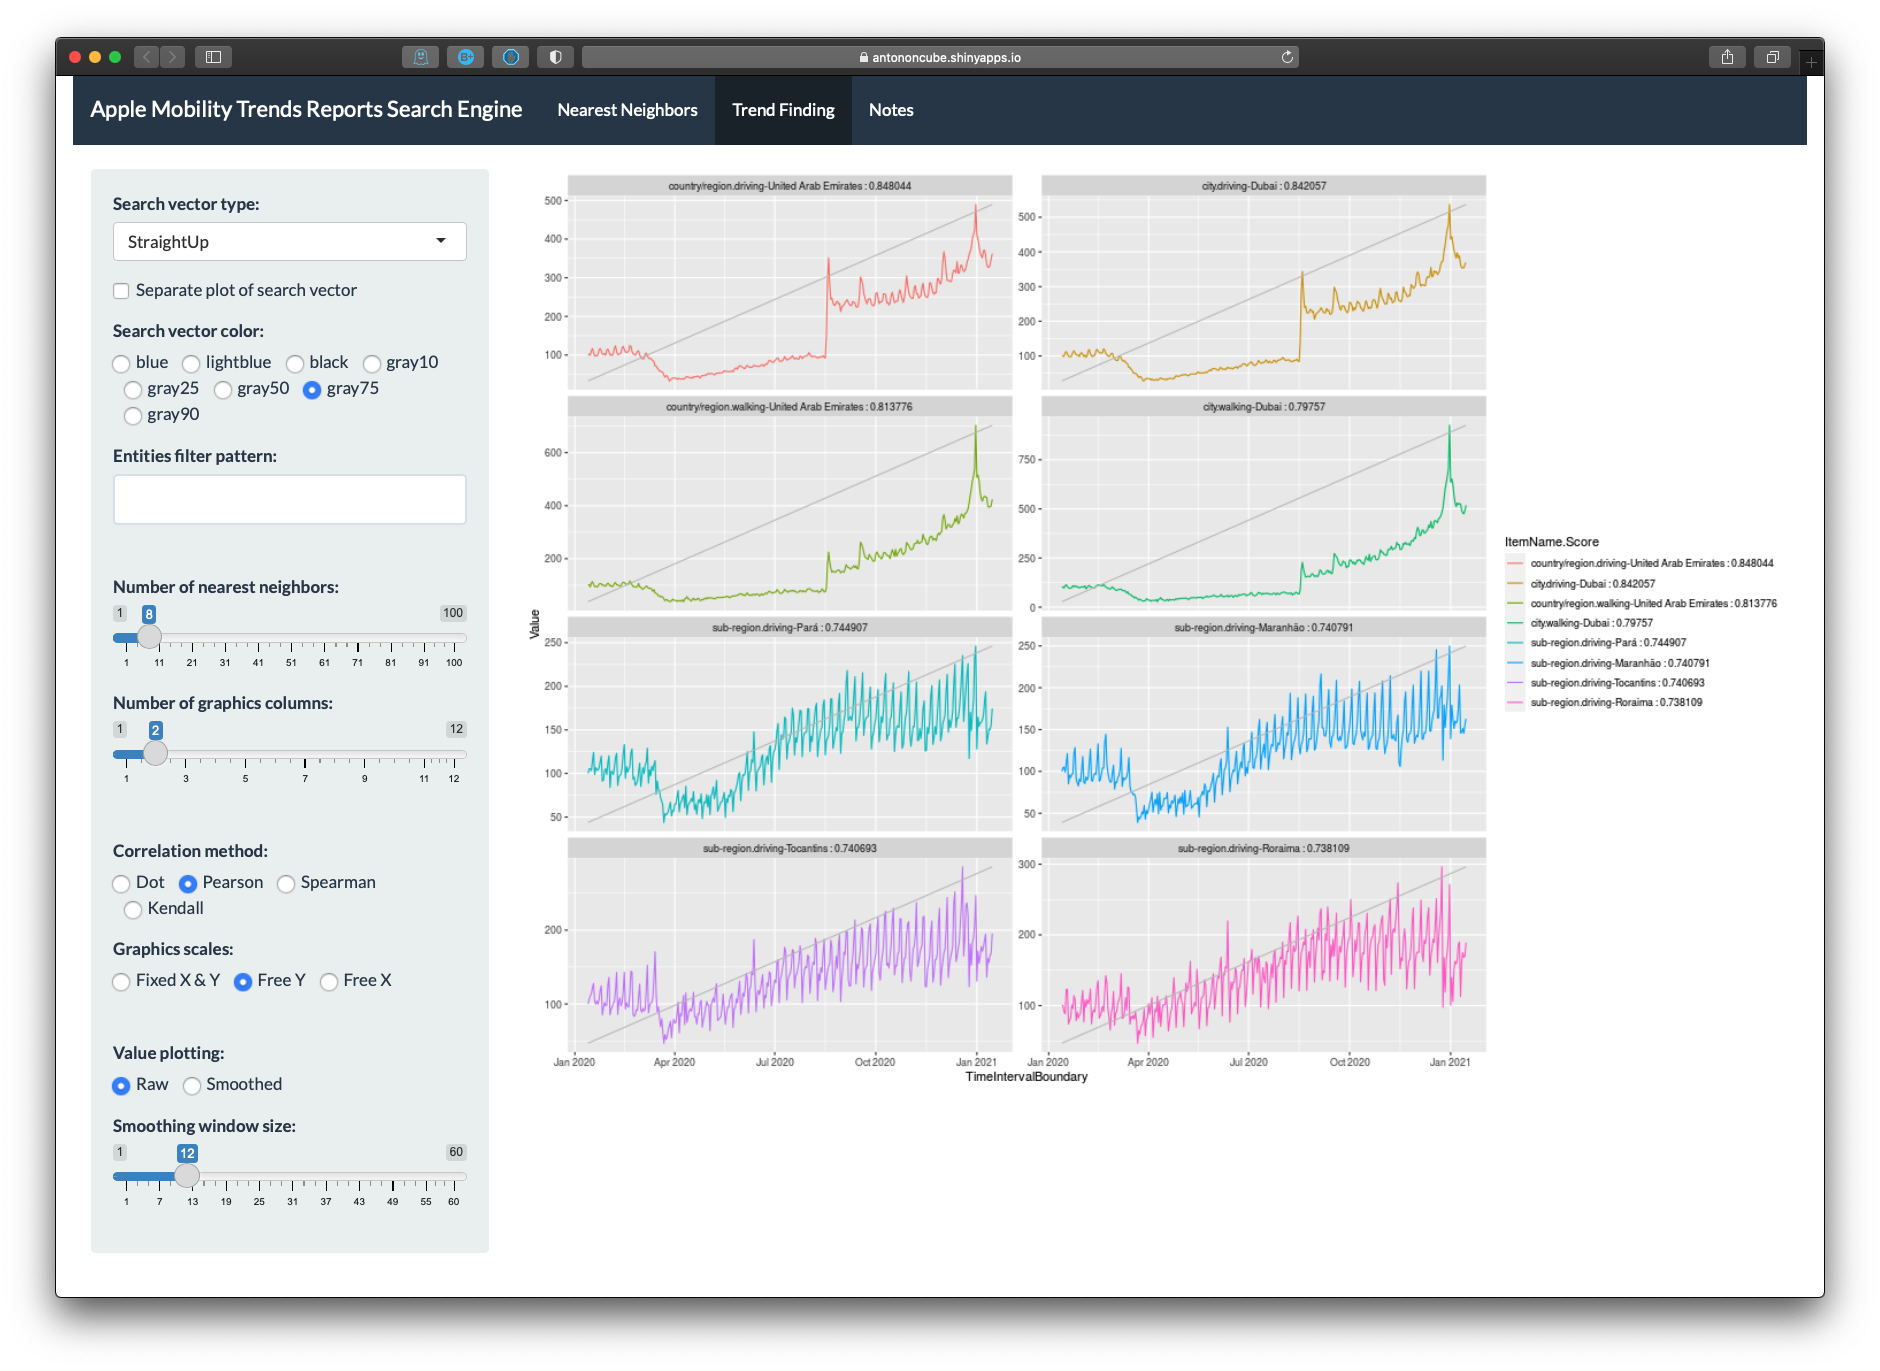 antononcube.shinyapps.io
Apple Mobility Trends Reports Search Engine Nearest Neighbors Trend Finding Notes
Search vector type:
StraightUp
Separate plot of search vector
Search vector color:
blue lightblue black gray10
gray25 gray50 gray75
gray90
Entities filter pattern:
Number of nearest neighbors:
1 8 100
1 11 21 31 41 51 61 71 81 91 100
Number of graphics columns:
1 2 12
1 3 5 7 9 11 12
Correlation method:
Dot Pearson Spearman
Kendall
Graphics scales:
Fixed X & Y Free Y Free X
Value plotting:
Raw Smoothed
Smoothing window size:
1 12 60
1 7 13 19 25 31 37 43 49 55 60
Value
country/region.driving-United Arab Emirates : 0.848044
500
400
300
200
100
city.driving-Dubai : 0.842057
500
400
300
200
100
country/region.walking-United Arab Emirates : 0.813776
600
400
200
city.walking-Dubai : 0.79757
750
500
250
0
sub-region.driving-Pará : 0.744907
250
200
150
100
50
sub-region.driving-Maranhão : 0.740791
250
200
150
100
50
sub-region.driving-Tocantins : 0.740693
200
100
sub-region.driving-Roraima : 0.738109
300
200
100
Jan 2020 Apr 2020 Jul 2020 Oct 2020 Jan 2021 Jan 2020 Apr 2020 Jul 2020 Oct 2020 Jan 2021
TimeIntervalBoundary
ItemName.Score
country/region.driving-United Arab Emirates : 0.848044
city.driving-Dubai : 0.842057
country/region.walking-United Arab Emirates : 0.813776
city.walking-Dubai : 0.79757
sub-region.driving-Pará : 0.744907
sub-region.driving-Maranhão : 0.740791
sub-region.driving-Tocantins : 0.740693
sub-region.driving-Roraima : 0.738109